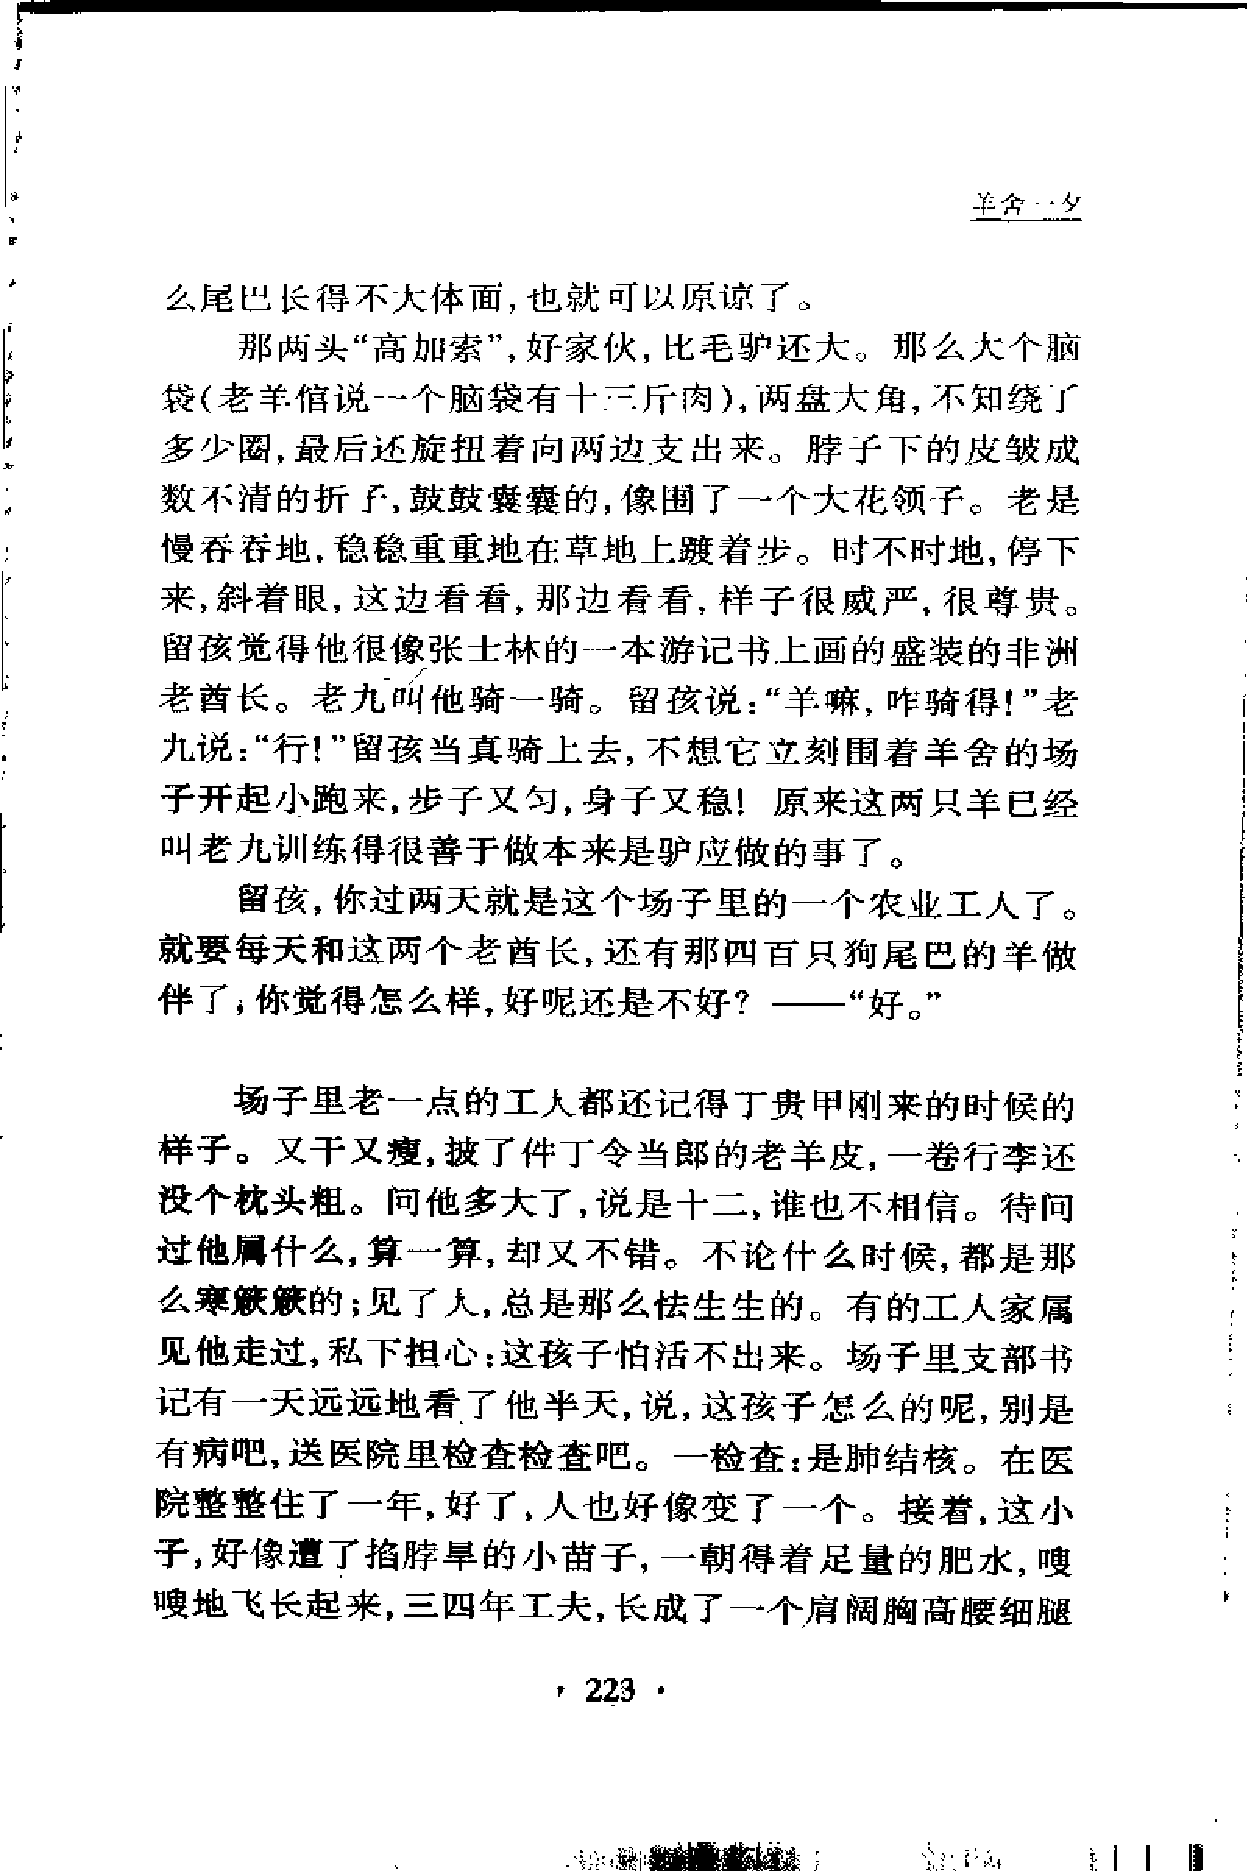 羊舍一夕
么尾巴长得不大体面，也就可以原谅了。
那两头“高加索”，好家伙，比毛驴还大。那么大个脑
袋（老羊倌说一个脑袋有十三斤肉），两盘大角，不知绕了
多少圈，最后还旋扭着向两边支出来。脖子下的皮皱成
数不清的折子，鼓鼓囊囊的，像围了一个大花领子。老是
慢吞吞地，稳稳重重地在草地上踱着步。时不时地，停下
来，斜着眼，这边看看，那边看看，样子很威严，很尊贵。
留孩觉得他很像张士林的一本游记书上画的盛装的非洲
老酋长。老九叫他骑一骑。留孩说：“羊嘛，咋骑得！”老
九说：“行！”留孩当真骑上去，不想它立刻围着羊舍的场
子开起小跑来，步子又匀，身子又稳！原来这两只羊已经
叫老九训练得很善于做本来是驴应做的事了。
留孩，你过两天就是这个场子里的一个农业工人了。
就要每天和这两个老酋长，还有那四百只狗尾巴的羊做
伴了；你觉得怎么样，好呢还是不好？——“好。”
场子里老一点的工人都还记得丁贵甲刚来的时候的
样子。又干又瘦，披了件丁令当郎的老羊皮，一卷行李还
没个枕头粗。问他多大了，说是十二，谁也不相信。待问
过他属什么，算一算，却又不错。不论什么时候，都是那
么寒簌簌的；见了人，总是那么怯生生的。有的工人家属
见他走过，私下担心：这孩子怕活不出来。场子里支部书
记有一天远远地看了他半天，说，这孩子怎么的呢，别是
有病吧，送医院里检查检查吧。一检查：是肺结核。在医
院整整住了一年，好了，人也好像变了一个。接着，这小
子，好像遭了掐脖旱的小苗子，一朝得着足量的肥水，嗖
嗖地飞长起来，三四年工夫，长成了一个肩阔胸高腰细腿
· 223 ·